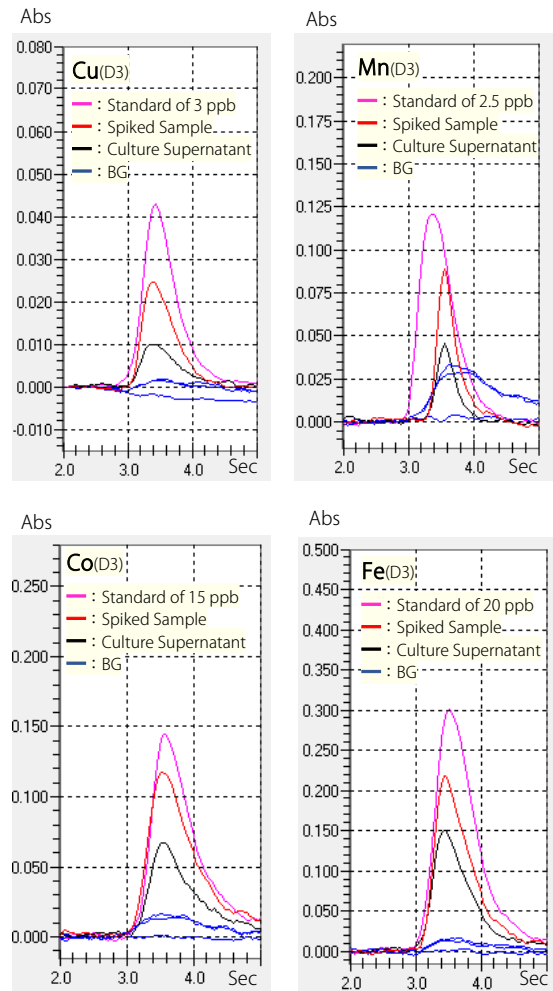 Abs
0.080
0.070
0.060
0.050
0.040
0.030
0.020
0.010
0.000
-0.010
Cu(D3)
: Standard of 3 ppb
: Spiked Sample
: Culture Supernatant
: BG
2.0 3.0 4.0 Sec
Abs
0.200
0.175
0.150
0.125
0.100
0.075
0.050
0.025
0.000
Mn(D3)
: Standard of 2.5 ppb
: Spiked Sample
: Culture Supernatant
: BG
2.0 3.0 4.0 Sec
Abs
0.250
0.200
0.150
0.100
0.050
0.000
Co(D3)
: Standard of 15 ppb
: Spiked Sample
: Culture Supernatant
: BG
2.0 3.0 4.0 Sec
Abs
0.500
0.450
0.400
0.350
0.300
0.250
0.200
0.150
0.100
0.050
0.000
Fe(D3)
: Standard of 20 ppb
: Spiked Sample
: Culture Supernatant
: BG
2.0 3.0 4.0 Sec